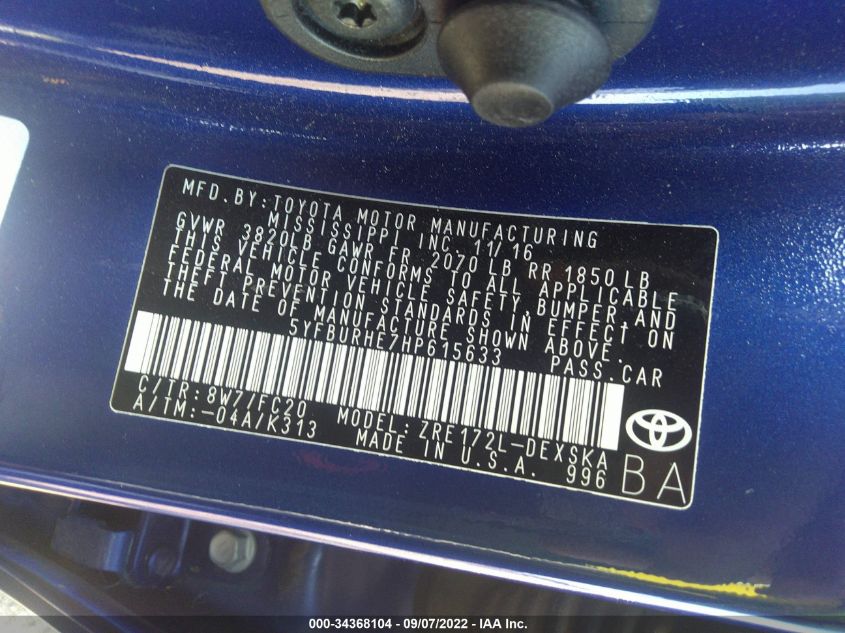 MFD.BY:TOYOTA MOTOR MANUFACTURING
MISSISSIPPI INC. 11/16
GVWR 3820LB GAWR FR 2070 LB RR 1850 LB
THIS VEHICLE CONFORMS TO ALL APPLICABLE
FEDERAL MOTOR VEHICLE SAFETY,BUMPER,AND
THEFT PREVENTION STANDARDS IN EFFECT ON
THE DATE OF MANUFACTURE SHOWN ABOVE.
5YFBURHE7HP615633 PASS.CAR
C/TR:8W7/FC20 MODEL:ZRE172L-DEXSKA
A/TM:-04A/K313 MADE IN U.S.A. 996
BA
000-34368104 - 09/07/2022 - IAA Inc.